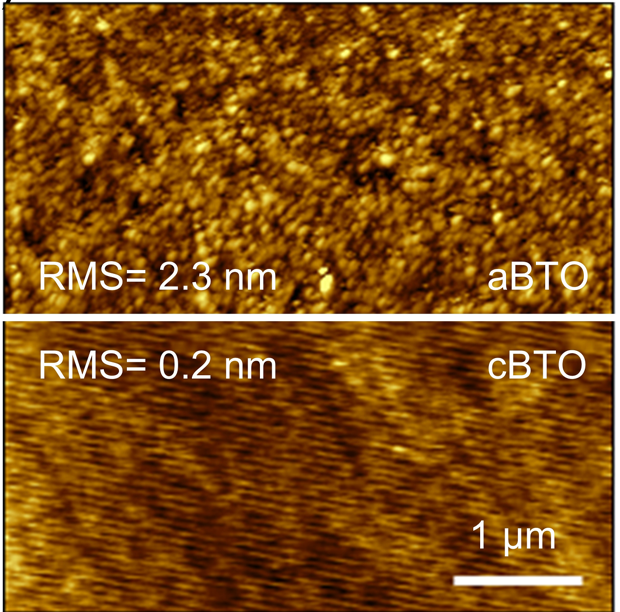 RMS= 2.3 nm aBTO
RMS= 0.2 nm cBTO
1 µm